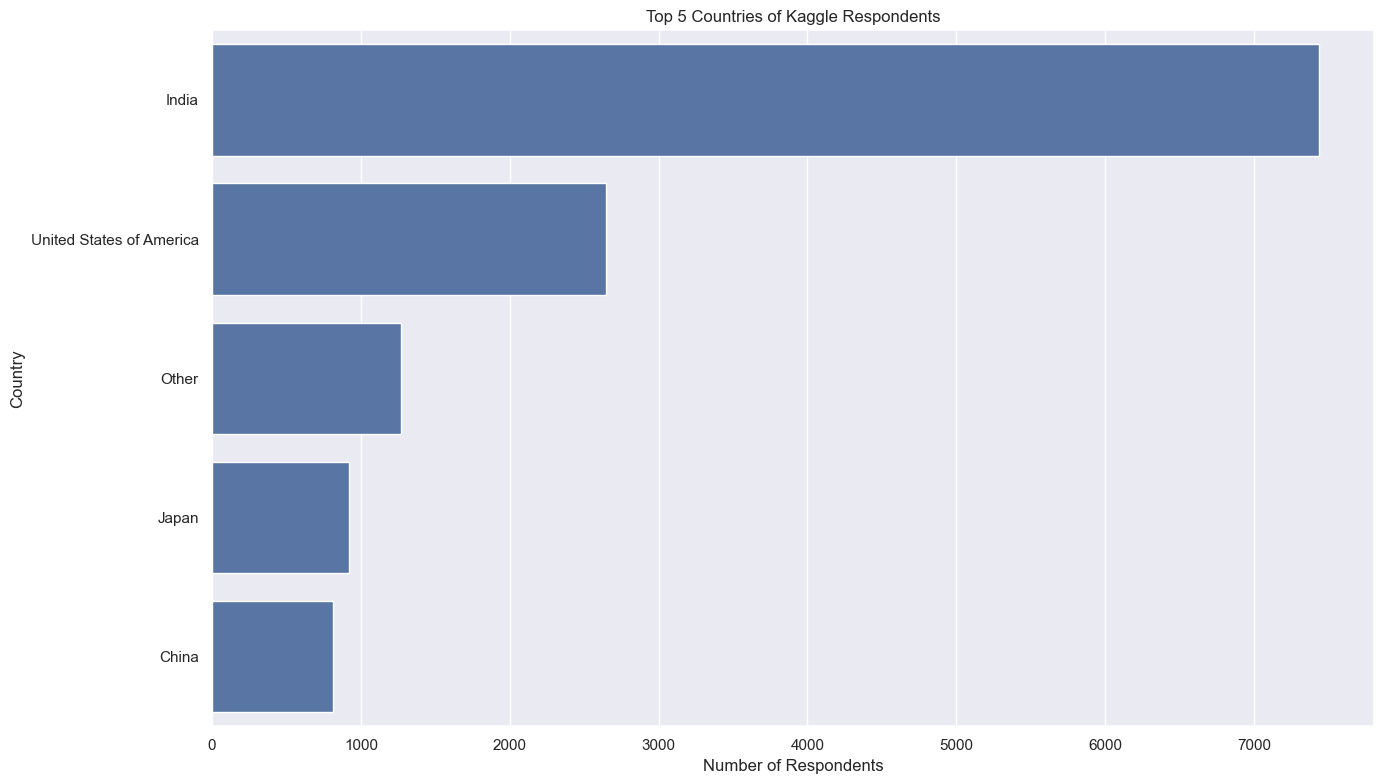 Top 5 Countries of Kaggle Respondents
Country
India
United States of America
Other
Japan
China
0 1000 2000 3000 4000 5000 6000 7000
Number of Respondents